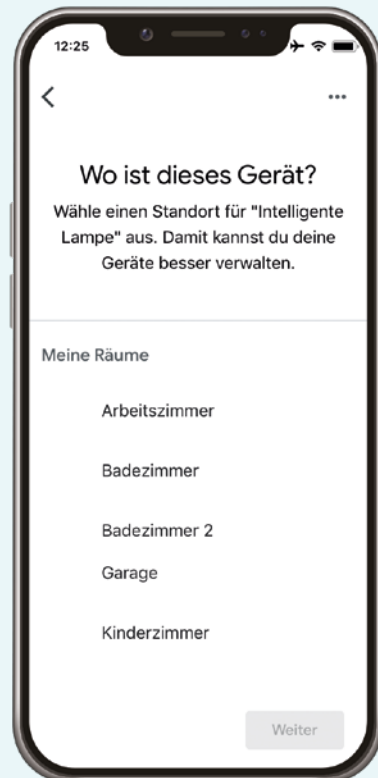 12:25
Wo ist dieses Gerät?
Wähle einen Standort für "Intelligente
Lampe" aus. Damit kannst du deine
Geräte besser verwalten.
Meine Räume
Arbeitszimmer
Badezimmer
Badezimmer 2
Garage
Kinderzimmer
Weiter